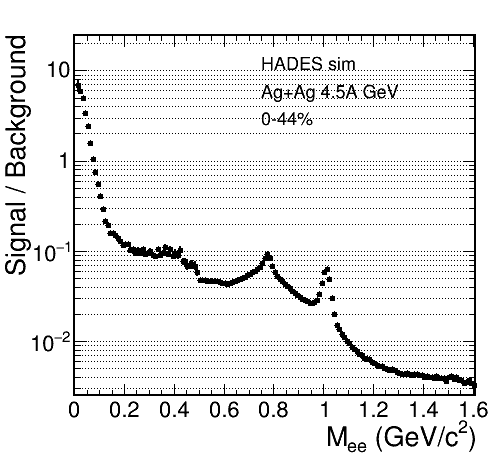 Signal / Background
10
1
10⁻¹
10⁻²
HADES sim
Ag+Ag 4.5A GeV
0-44%
0 0.2 0.4 0.6 0.8 1 1.2 1.4 1.6
M_ee (GeV/c²)